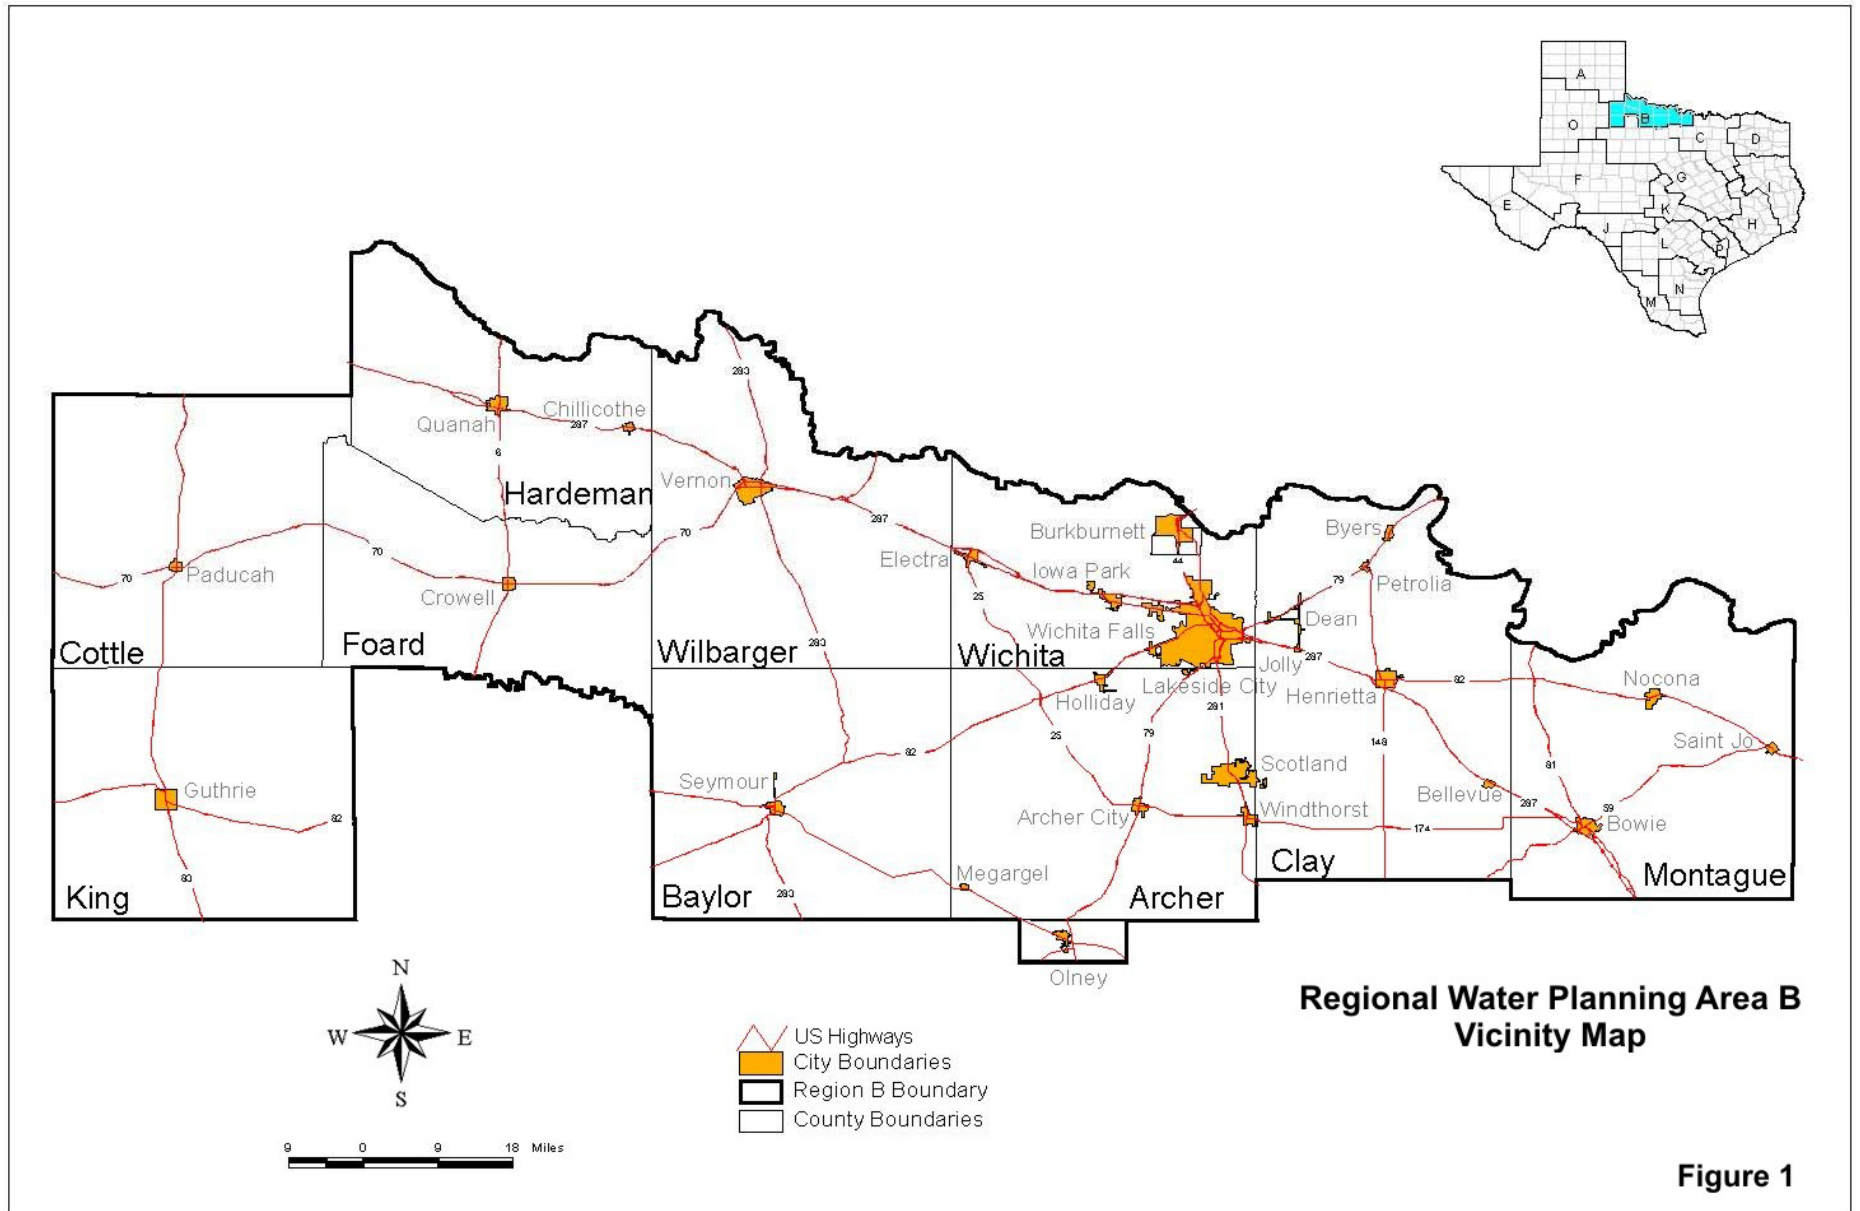 A
O
B
C
D
F
G
I
E
K
H
J
L
P
N
M
283
Quanah
Chillicothe
287
6
Hardeman
Vernon
70
287
70
70
Paducah
Crowell
Cottle
Foard
Wilbarger
283
Wichita
Electra
25
Burkburnett
44
Iowa Park
Wichita Falls
Byers
Petrolia
79
Dean
Jolly
287
Lakeside City
Holliday
Henrietta
82
Nocona
Saint Jo
281
79
25
82
148
81
Seymour
Guthrie
82
83
King
Scotland
Windthorst
Archer City
Bellevue
287
59
Bowie
174
Clay
Montague
Megargel
283
Baylor
Archer
Olney
N
W
E
S
US Highways
City Boundaries
Region B Boundary
County Boundaries
9 0 9 18 Miles
Regional Water Planning Area B
Vicinity Map
Figure 1